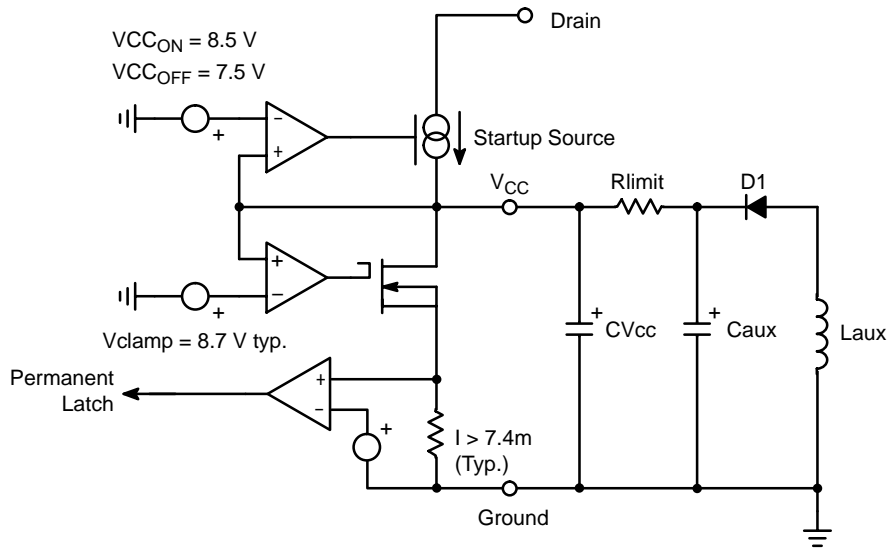 Drain
VCC_ON = 8.5 V
VCC_OFF = 7.5 V
−
+
+
Startup Source
V_CC
Rlimit
D1
+
−
+
Vclamp = 8.7 V typ.
+
CVcc
+
Caux
Laux
Permanent
Latch
+
−
+
I > 7.4m
(Typ.)
Ground